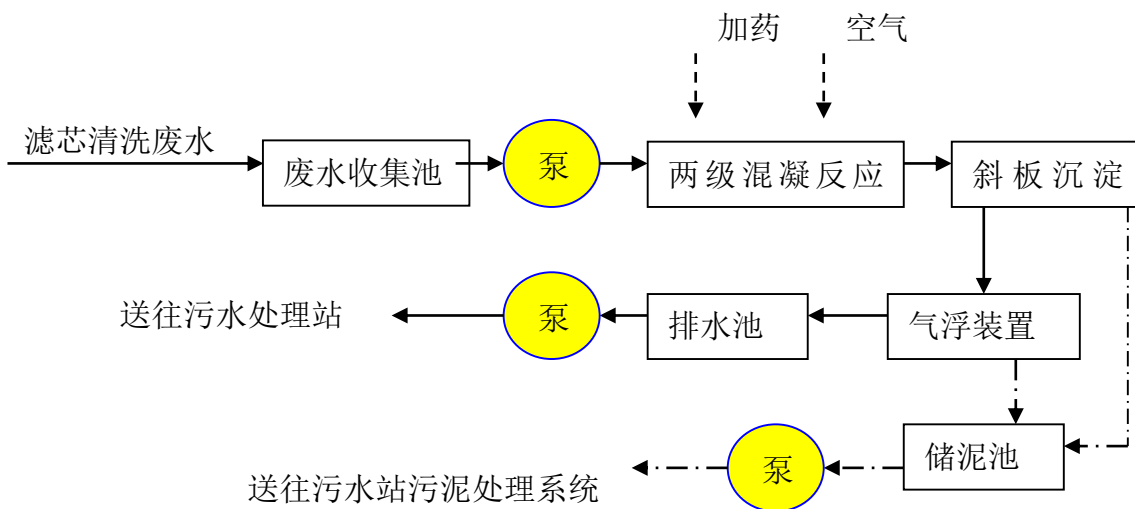 加药
空气
滤芯清洗废水
废水收集池
泵
两级混凝反应
斜板沉淀
送往污水处理站
泵
排水池
气浮装置
送往污水站污泥处理系统
泵
储泥池